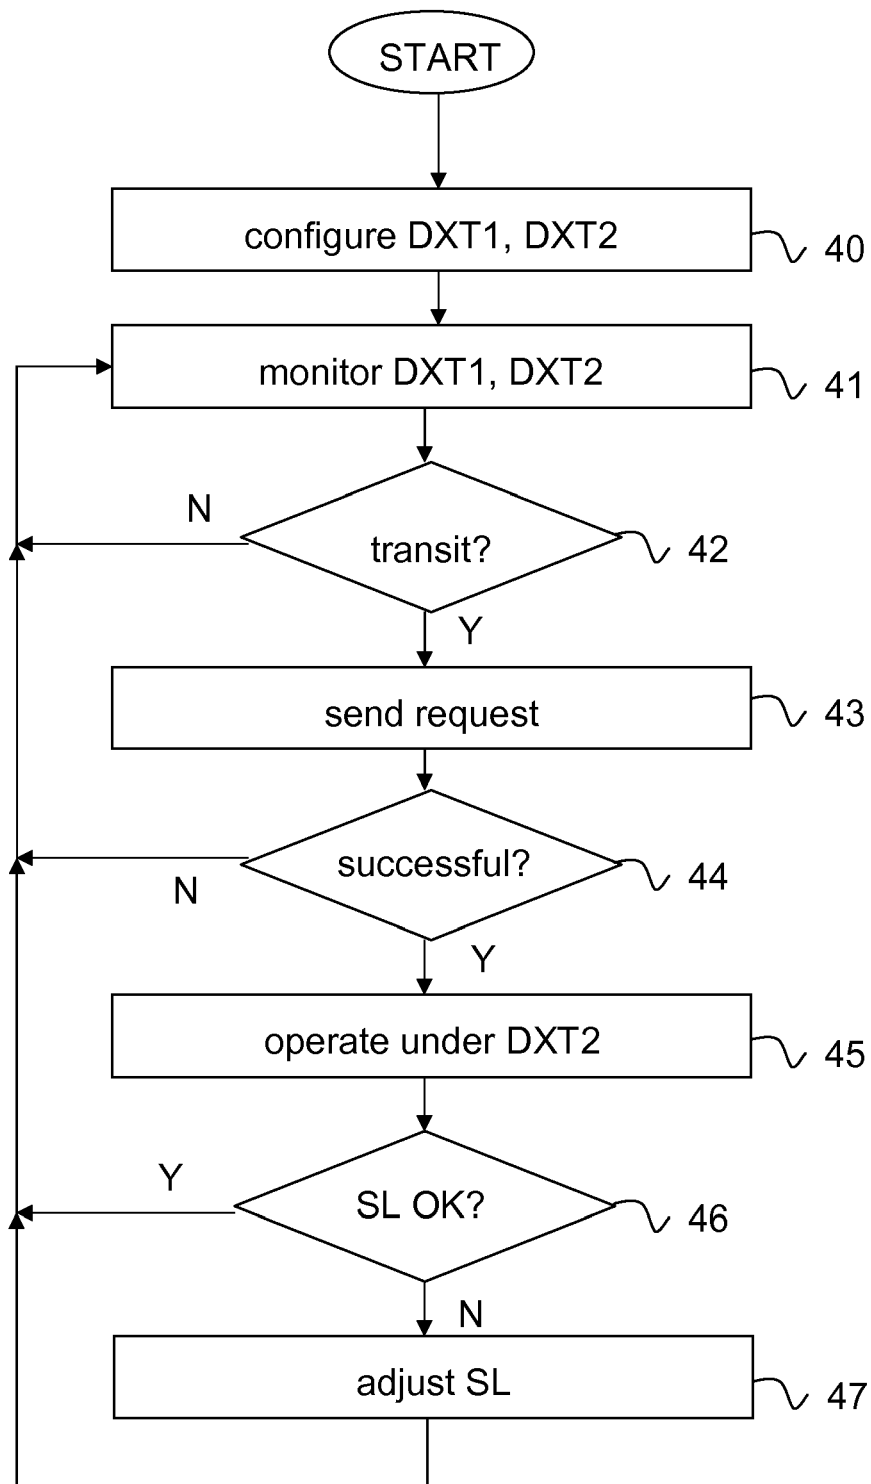 START
configure DXT1, DXT2
40
monitor DXT1, DXT2
41
N
transit?
42
Y
send request
43
successful?
44
N
Y
operate under DXT2
45
Y
SL OK?
46
N
adjust SL
47